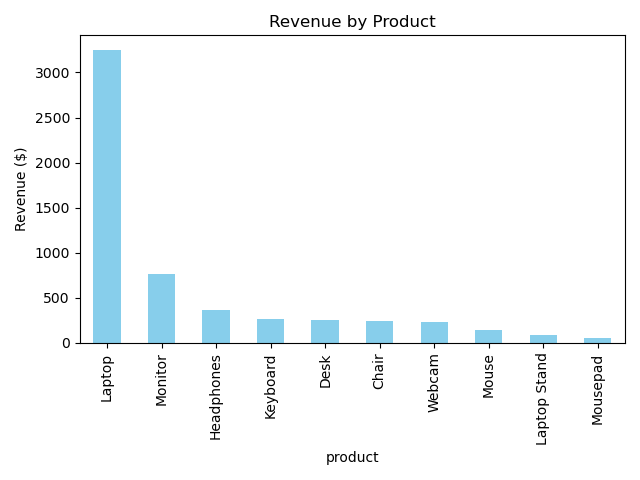 Revenue by Product
Revenue ($)
3000
2500
2000
1500
1000
500
0
Laptop
Monitor
Headphones
Keyboard
Desk
Chair
Webcam
Mouse
Laptop Stand
Mousepad
product